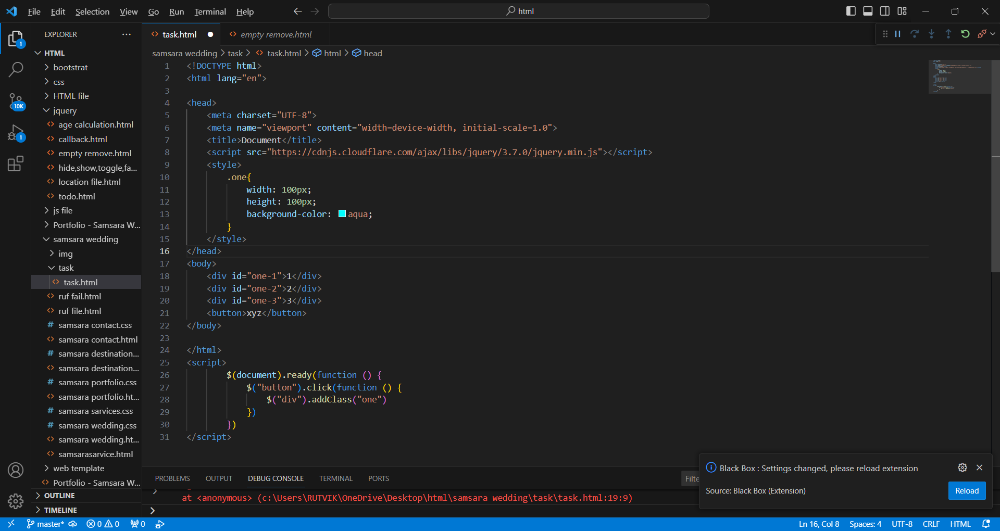 File Edit Selection View Go Run Terminal Help
html
EXPLORER
task.html
empty remove.html
samsara wedding > task > task.html > html > head
HTML
bootstrat
css
HTML file
jquery
age calculation.html
callback.html
empty remove.html
hide,show,toggle,fa...
location file.html
todo.html
js file
Portfolio - Samsara W...
samsara wedding
img
task
task.html
ruf fail.html
ruf file.html
samsara contact.css
samsara contact.html
samsara destination...
samsara destination...
samsara portfolio.css
samsara portfolio.ht...
samsara sarvices.css
samsara wedding.css
samsara wedding.ht...
samsarasarvice.html
web template
Portfolio - Samsara W...
OUTLINE
TIMELINE
1
10K
1
1 <!DOCTYPE html>
2 <html lang="en">
3
4 <head>
5 <meta charset="UTF-8">
6 <meta name="viewport" content="width=device-width, initial-scale=1.0">
7 <title>Document</title>
8 <script src="https://cdnjs.cloudflare.com/ajax/libs/jquery/3.7.0/jquery.min.js"></script>
9 <style>
10 .one{
11 width: 100px;
12 height: 100px;
13 background-color: aqua;
14 }
15 </style>
16 </head>
17 <body>
18 <div id="one-1">1</div>
19 <div id="one-2">2</div>
20 <div id="one-3">3</div>
21 <button>xyz</button>
22 </body>
23
24 </html>
25 <script>
26 $(document).ready(function () {
27 $("button").click(function () {
28 $("div").addClass("one")
29 })
30 })
31 </script>
PROBLEMS OUTPUT DEBUG CONSOLE TERMINAL PORTS
Filte
at <anonymous> (c:\Users\RUTVIK\OneDrive\Desktop\html\samsara wedding\task\task.html:19:9)
Black Box : Settings changed, please reload extension
Source: Black Box (Extension)
Reload
master* 0 0 0
Ln 16, Col 8 Spaces: 4 UTF-8 CRLF HTML